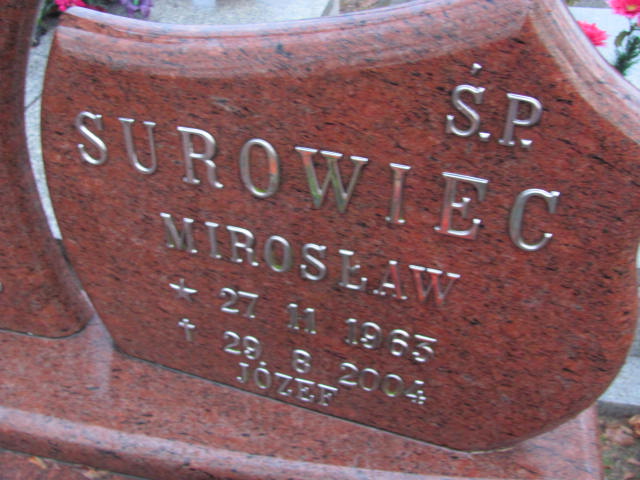 Ś.P.
SUROWIEC
MIROSŁAW
* 27 11 1963
† 29. 8 2004
JÓZEF